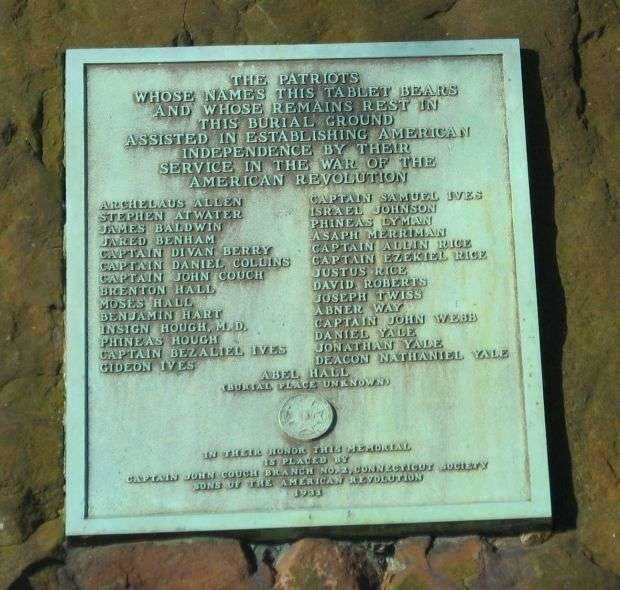 THE PATRIOTS
WHOSE NAMES THIS TABLET BEARS
AND WHOSE REMAINS REST IN
THIS BURIAL GROUND
ASSISTED IN ESTABLISHING AMERICAN
INDEPENDENCE BY THEIR
SERVICE IN THE WAR OF THE
AMERICAN REVOLUTION
ARCHELAUS ALLEN
STEPHEN ATWATER
JAMES BALDWIN
JARED BENHAM
CAPTAIN DIVAN BERRY
CAPTAIN DANIEL COLLINS
CAPTAIN JOHN COUCH
BRENTON HALL
MOSES HALL
BENJAMIN HART
INSIGN HOUGH, M.D.
PHINEAS HOUGH
CAPTAIN BEZALIEL IVES
GIDEON IVES
CAPTAIN SAMUEL IVES
ISRAEL JOHNSON
PHINEAS LYMAN
ASAPH MERRIMAN
CAPTAIN ALLIN RICE
CAPTAIN EZEKIEL RICE
JUSTUS RICE
DAVID ROBERTS
JOSEPH TWISS
ABNER WAY
CAPTAIN JOHN WEBB
DANIEL YALE
JONATHAN YALE
DEACON NATHANIEL YALE
ABEL HALL
(BURIAL PLACE UNKNOWN)
IN THEIR HONOR THIS MEMORIAL
IS PLACED BY
CAPTAIN JOHN COUCH BRANCH NO. 2, CONNECTICUT SOCIETY
SONS OF THE AMERICAN REVOLUTION
1933